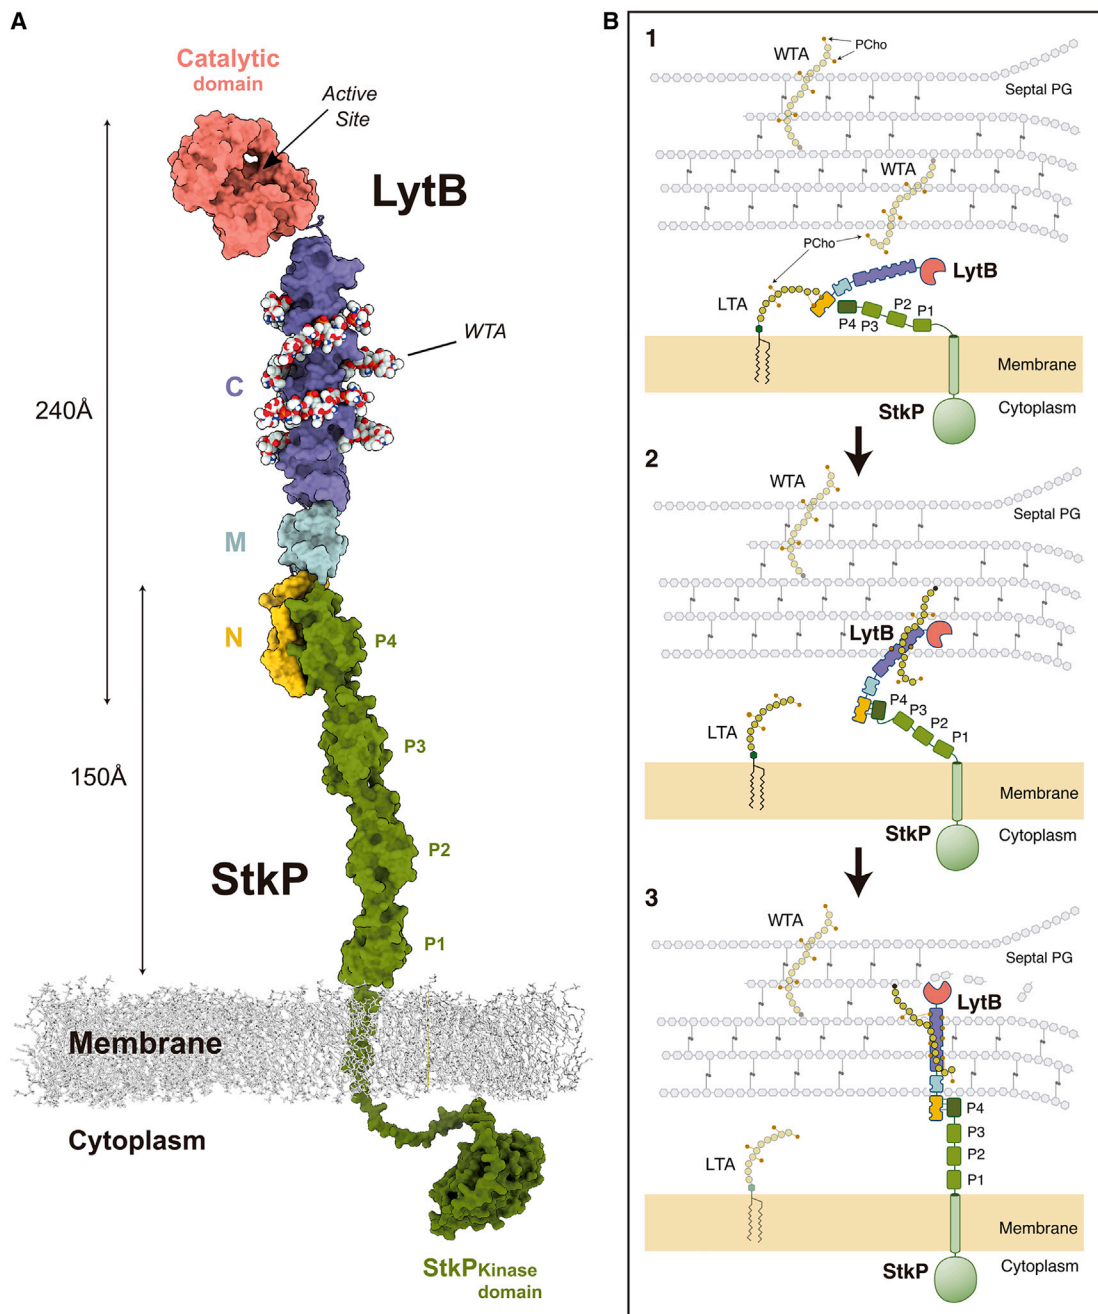 A
Catalytic
domain
Active
Site
LytB
WTA
C
240Å
M
N
P4
P3
150Å
P2
StkP
P1
Membrane
Cytoplasm
StkP Kinase
domain
B
1
PCho
WTA
Septal PG
WTA
PCho
LytB
LTA
P2
P1
P4
P3
Membrane
StkP
Cytoplasm
2
WTA
Septal PG
LytB
P4
P3
P2
P1
LTA
Membrane
StkP
Cytoplasm
3
WTA
Septal PG
LytB
P4
P3
P2
P1
LTA
Membrane
StkP
Cytoplasm